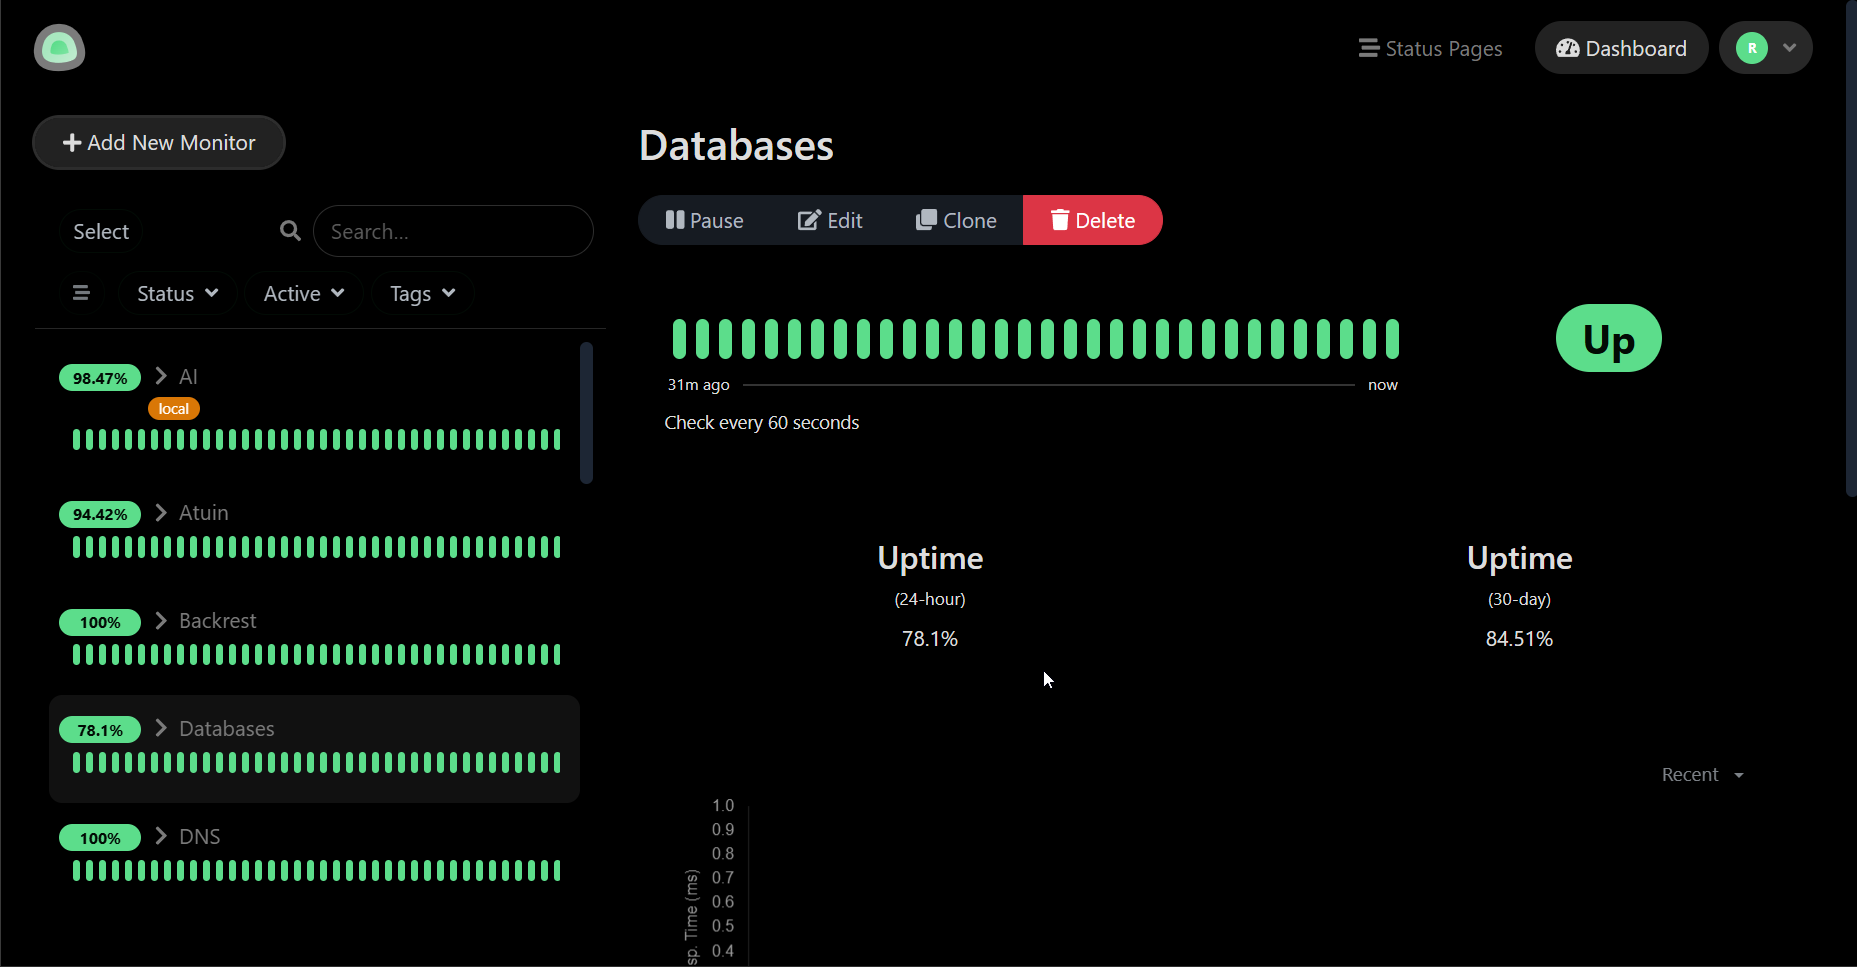 Status Pages
Dashboard
R
Add New Monitor
Select
Search...
Status
Active
Tags
98.47%
AI
local
94.42%
Atuin
100%
Backrest
78.1%
Databases
100%
DNS
Databases
Pause
Edit
Clone
Delete
31m ago
now
Check every 60 seconds
Up
Uptime
(24-hour)
78.1%
Uptime
(30-day)
84.51%
Recent
1.0
0.9
0.8
0.7
0.6
0.5
0.4
sp. Time (ms)